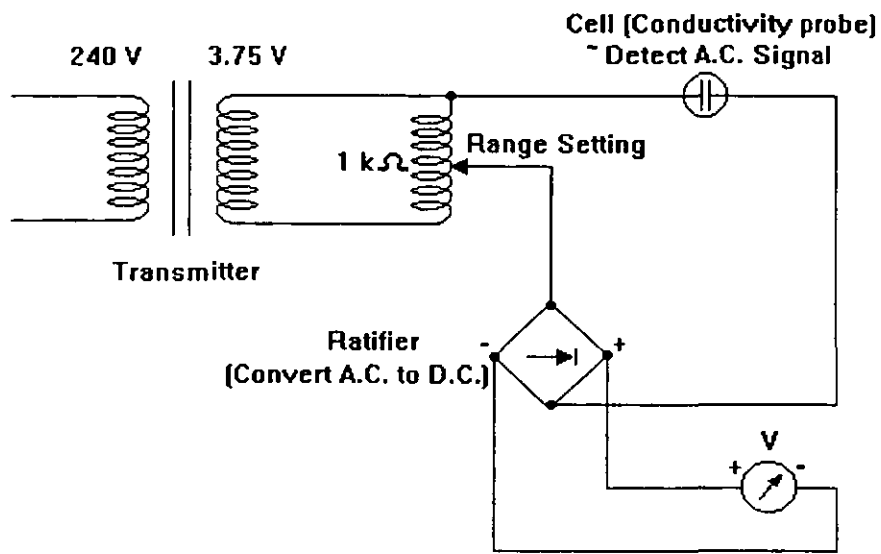 Cell (Conductivity probe)
~ Detect A.C. Signal
240 V
3.75 V
1 kΩ
Range Setting
Transmitter
Ratifier
(Convert A.C. to D.C.)
-
+
V
+
-